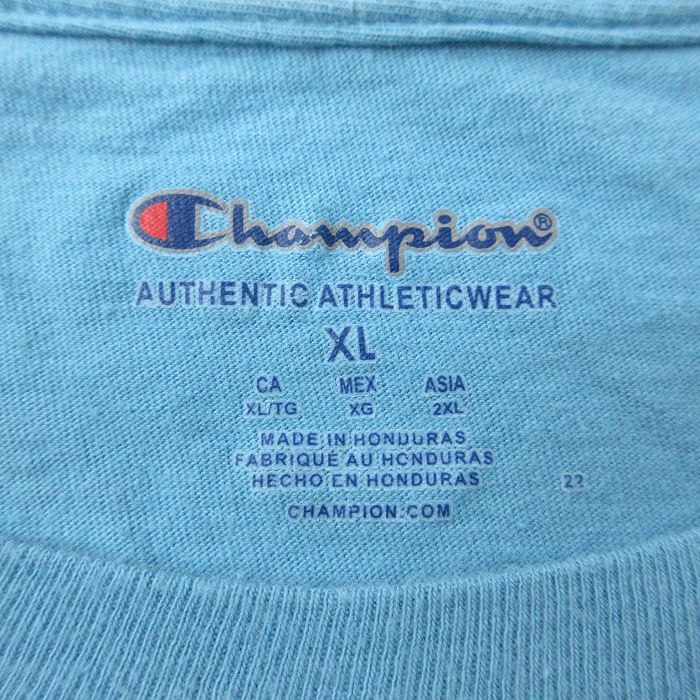 Champion®
AUTHENTIC ATHLETICWEAR
XL
CA MEX ASIA
XL/TG XG 2XL
MADE IN HONDURAS
FABRIQUÉ AU HONDURAS
HECHO EN HONDURAS 22
CHAMPION.COM